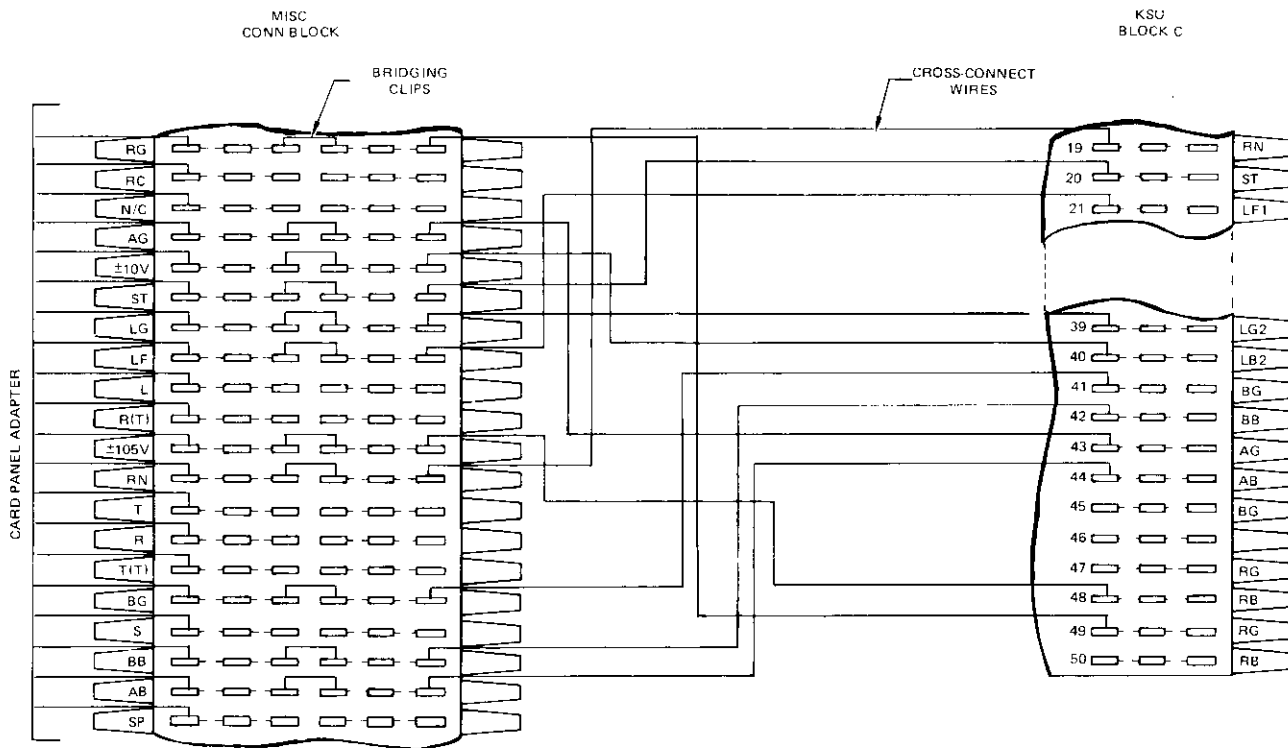 MISC
CONN BLOCK
KSU
BLOCK C
BRIDGING
CLIPS
CROSS-CONNECT
WIRES
CARD PANEL ADAPTER
RG
RC
N/C
AG
±10V
ST
LG
LF
L
R(T)
±105V
RN
T
R
T(T)
BG
S
BB
AB
SP
19 RN
20 ST
21 LF1
39 LG2
40 LB2
41 BG
42 BB
43 AG
44 AB
45 BG
46
47 RG
48 RB
49 RG
50 RB